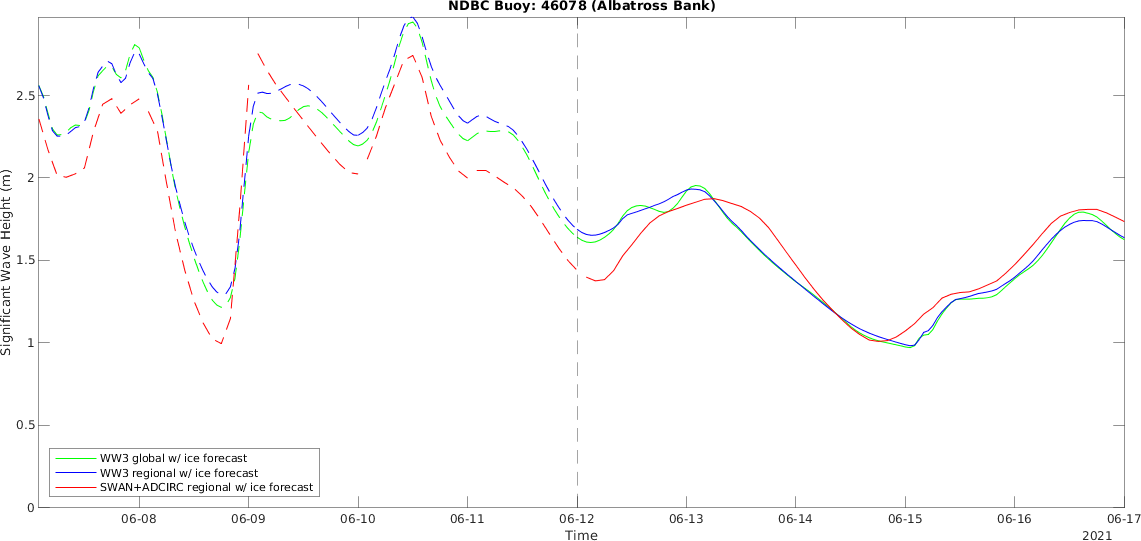 NDBC Buoy: 46078 (Albatross Bank)
Significant Wave Height (m)
2.5
2
1.5
1
0.5
0
WW3 global w/ ice forecast
WW3 regional w/ ice forecast
SWAN+ADCIRC regional w/ ice forecast
06-08 06-09 06-10 06-11 06-12 06-13 06-14 06-15 06-16 06-17
Time
2021